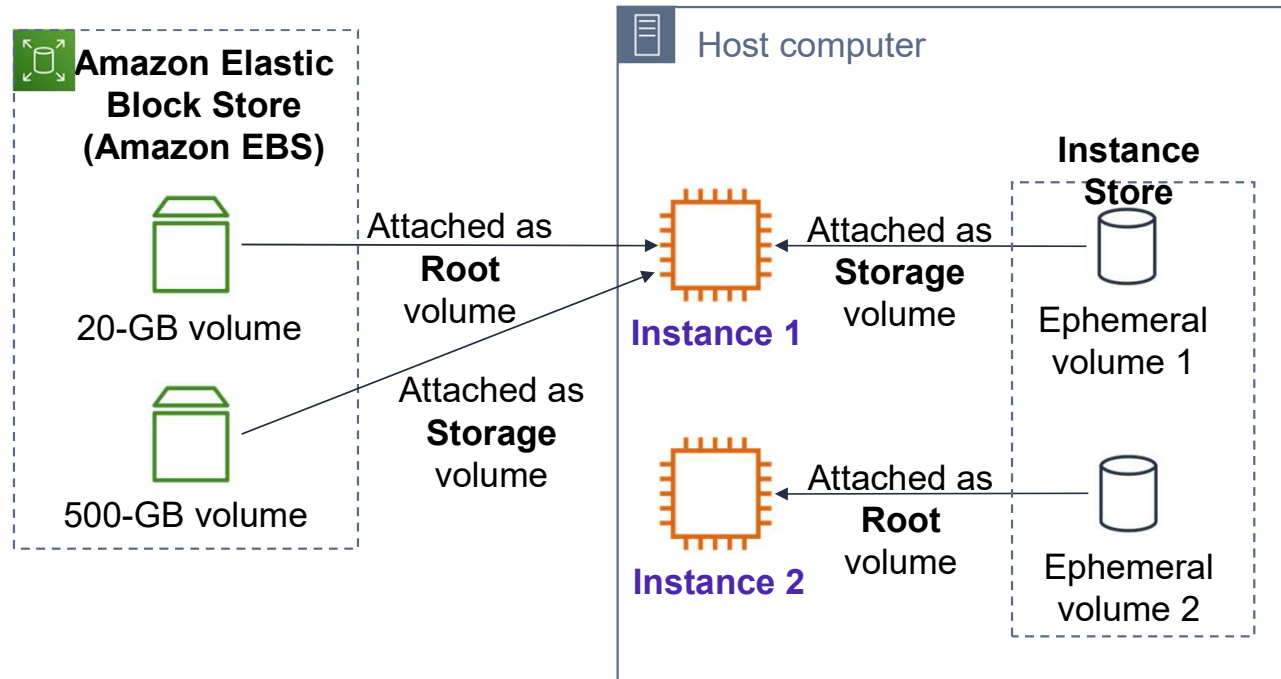 Amazon Elastic
Block Store
(Amazon EBS)
20-GB volume
500-GB volume
Attached as
Root
volume
Attached as
Storage
volume
Host computer
Instance 1
Attached as
Storage
volume
Instance
Store
Ephemeral
volume 1
Instance 2
Attached as
Root
volume
Ephemeral
volume 2